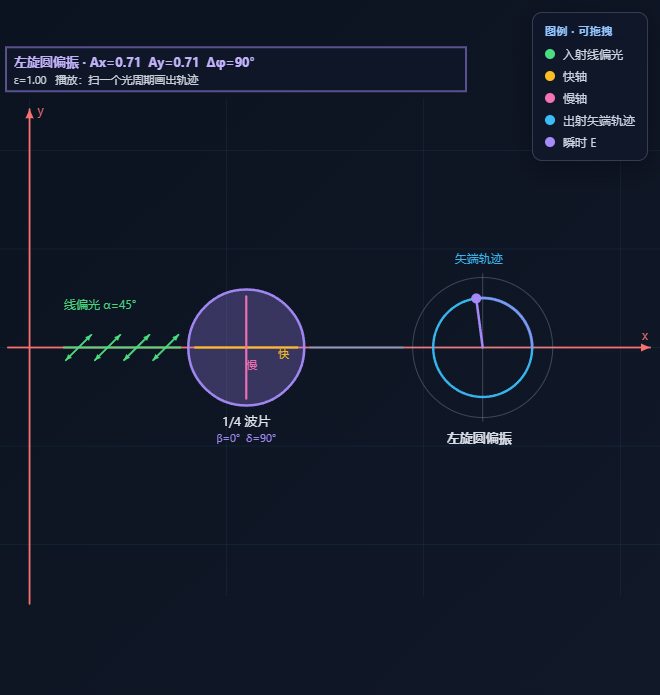 左旋圆偏振 · Ax=0.71 Ay=0.71 Δφ=90°
ε=1.00 播放：扫一个光周期画出轨迹
图例 · 可拖拽
入射线偏光
快轴
慢轴
出射矢端轨迹
瞬时 E
y
矢端轨迹
线偏光 α=45°
x
快
慢
1/4 波片
β=0° δ=90°
左旋圆偏振